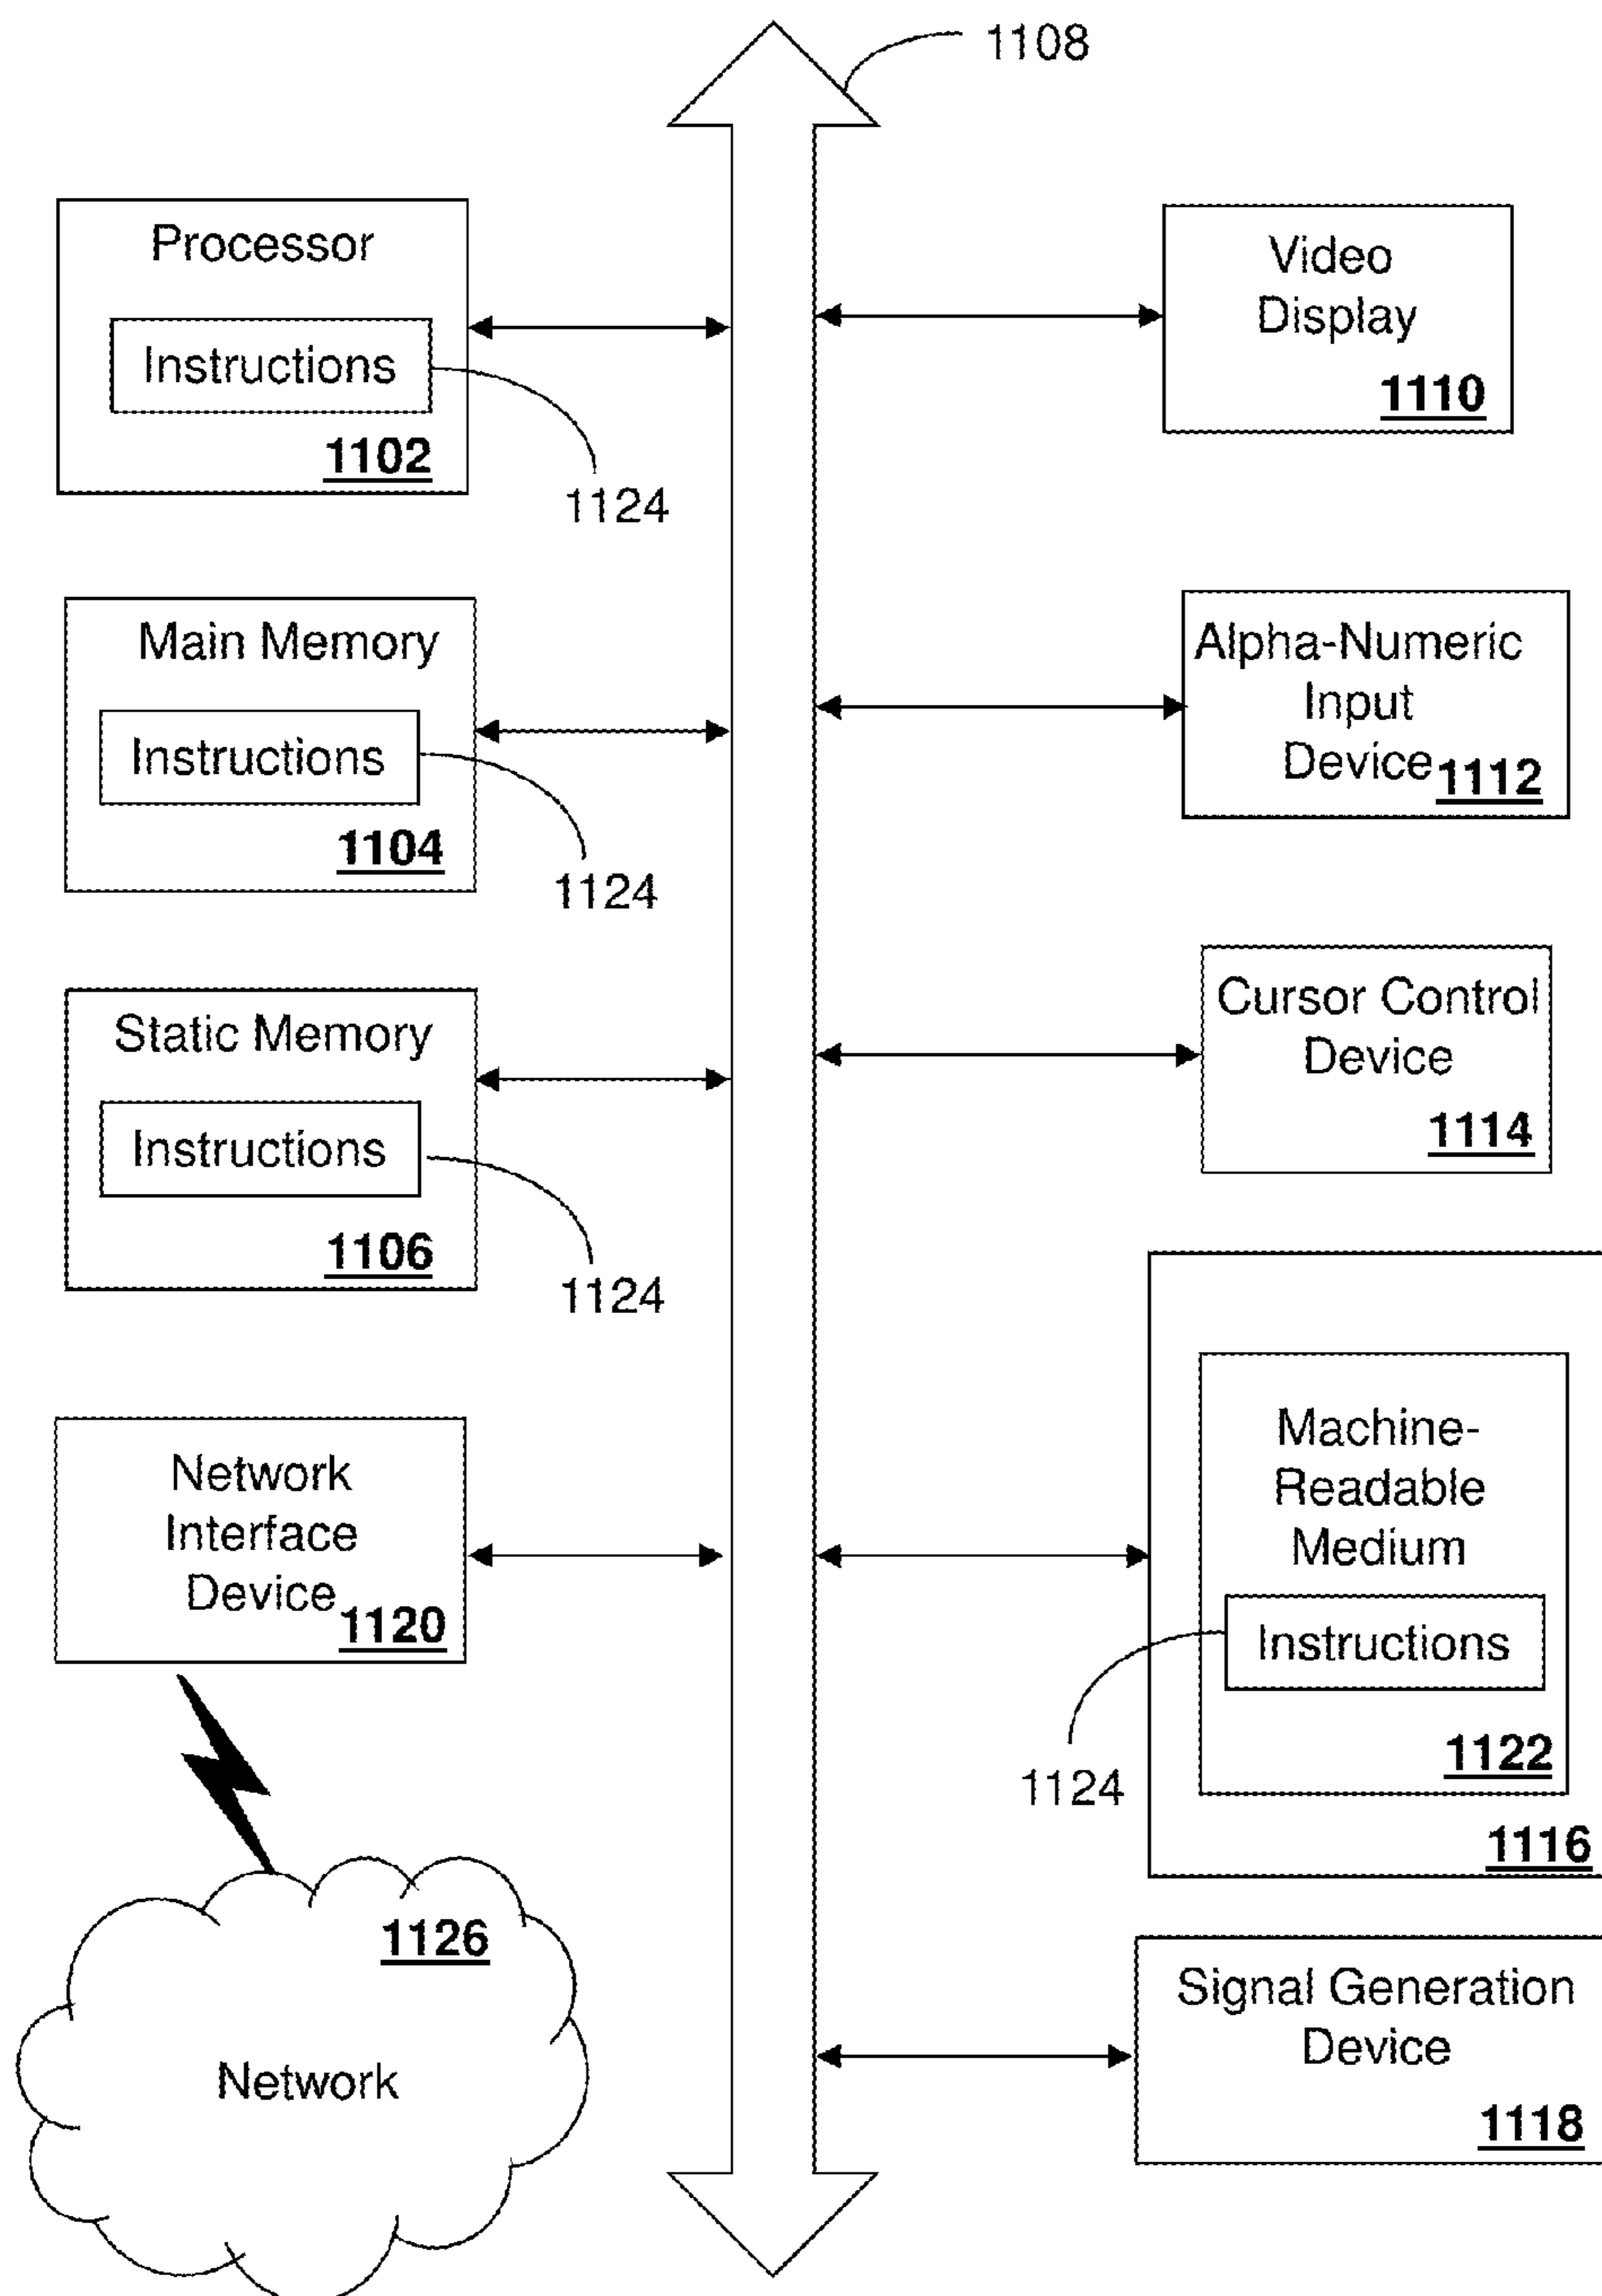 1108
Processor
Instructions
1102
1124
Main Memory
Instructions
1104
1124
Static Memory
Instructions
1106
1124
Network
Interface
Device
1120
1126
Network
Video
Display
1110
Alpha-Numeric
Input
Device
1112
Cursor Control
Device
1114
Machine-
Readable
Medium
Instructions
1122
1124
1116
Signal Generation
Device
1118